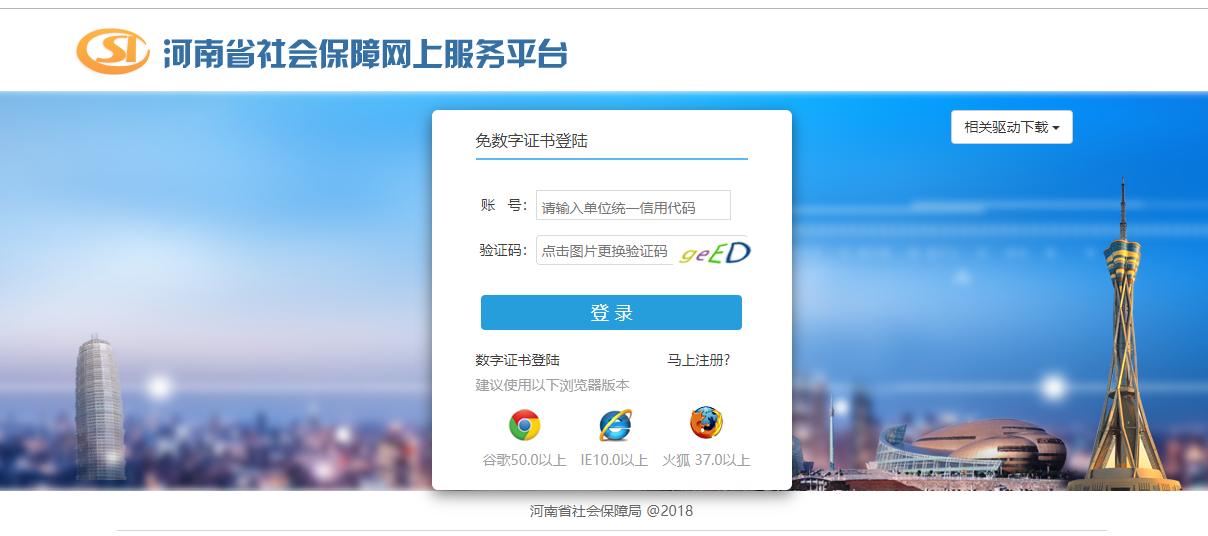 SI 河南省社会保障网上服务平台
相关驱动下载
免数字证书登陆
账 号： 请输入单位统一信用代码
验证码： 点击图片更换验证码 geED
登 录
数字证书登陆 马上注册?
建议使用以下浏览器版本
谷歌50.0以上 IE10.0以上 火狐 37.0以上
河南省社会保障局 @2018